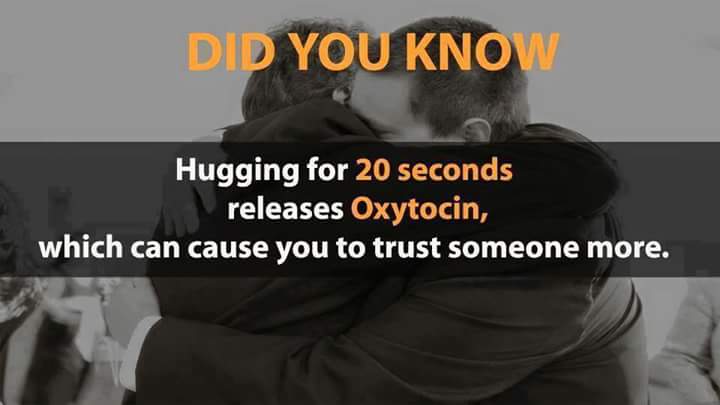 DID YOU KNOW
Hugging for 20 seconds
releases Oxytocin,
which can cause you to trust someone more.